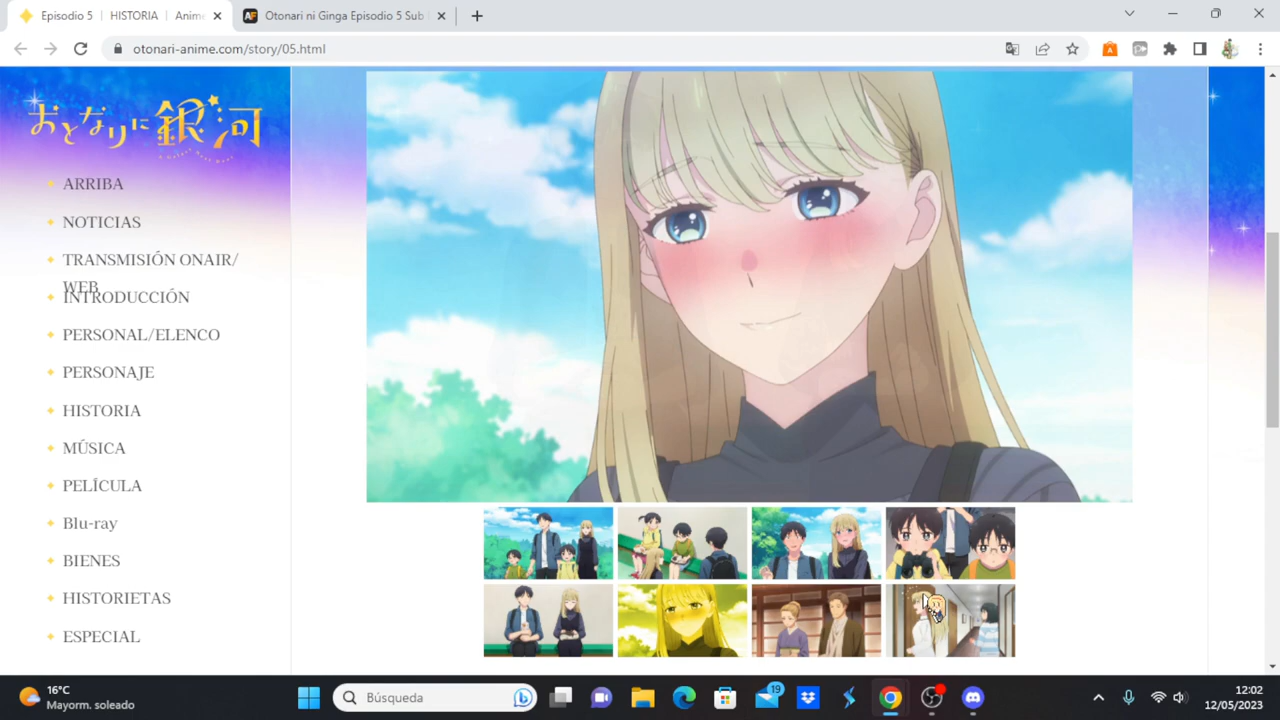 Episodio 5 | HISTORIA | Anime
Otonari ni Ginga Episodio 5 Sub
otonari-anime.com/story/05.html
おとなりに銀河
ARRIBA
NOTICIAS
TRANSMISIÓN ONAIR/
WEB
INTRODUCCIÓN
PERSONAL/ELENCO
PERSONAJE
HISTORIA
MÚSICA
PELÍCULA
Blu-ray
BIENES
HISTORIETAS
ESPECIAL
16°C
Mayorm. soleado
Búsqueda
19
12:02
12/05/2023